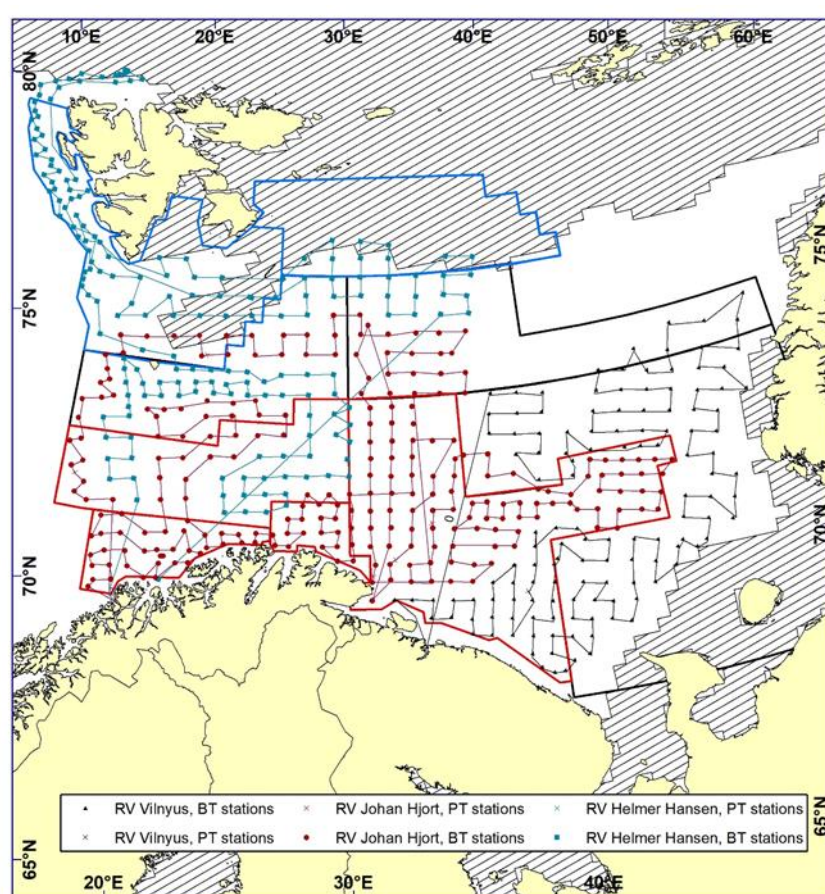 10°E 20°E 30°E 40°E 50°E 60°E
80°N
75°N
75°N
70°N
70°N
RV Vilnyus, BT stations RV Johan Hjort, PT stations RV Helmer Hansen, PT stations
RV Vilnyus, PT stations RV Johan Hjort, BT stations RV Helmer Hansen, BT stations
65°N
65°N
20°E 30°E 40°E